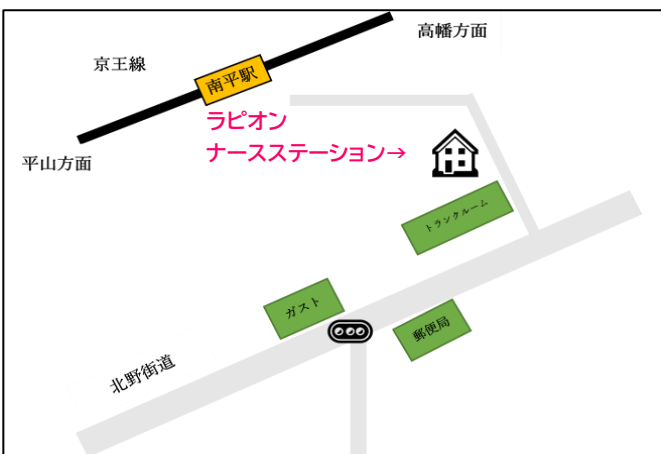 高幡方面
京王線
南平駅
ラピオン
ナースステーション→
平山方面
トランクルーム
ガスト
郵便局
北野街道